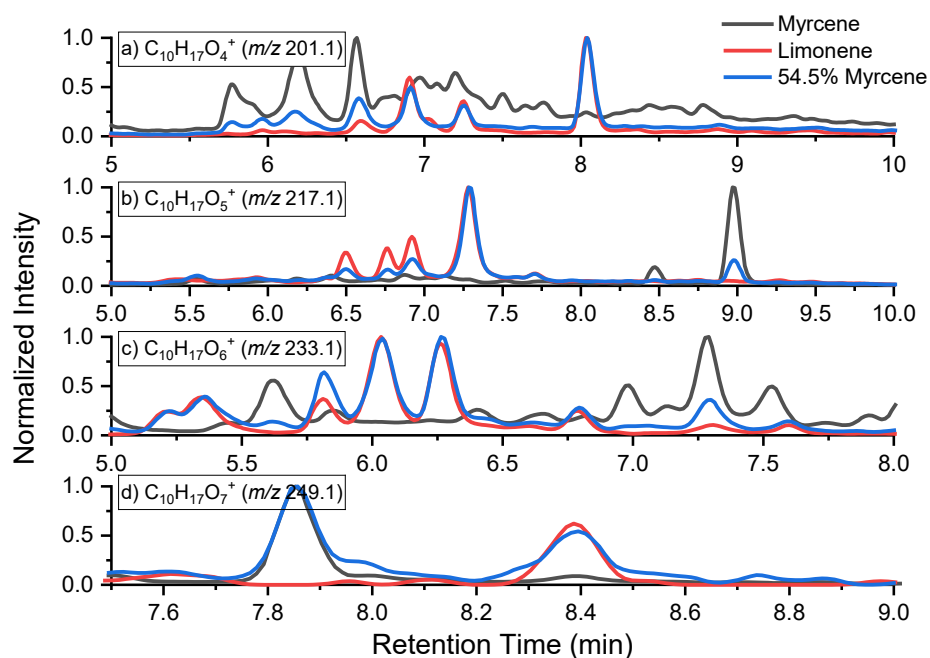 Myrcene
Limonene
54.5% Myrcene
Normalized Intensity
a) C₁₀H₁₇O₄⁺ (m/z 201.1)
1.0
0.5
0.0
5 6 7 8 9 10
b) C₁₀H₁₇O₅⁺ (m/z 217.1)
1.0
0.5
0.0
5.0 5.5 6.0 6.5 7.0 7.5 8.0 8.5 9.0 9.5 10.0
c) C₁₀H₁₇O₆⁺ (m/z 233.1)
1.0
0.5
0.0
5.0 5.5 6.0 6.5 7.0 7.5 8.0
d) C₁₀H₁₇O₇⁺ (m/z 249.1)
1.0
0.5
0.0
7.6 7.8 8.0 8.2 8.4 8.6 8.8 9.0
Retention Time (min)